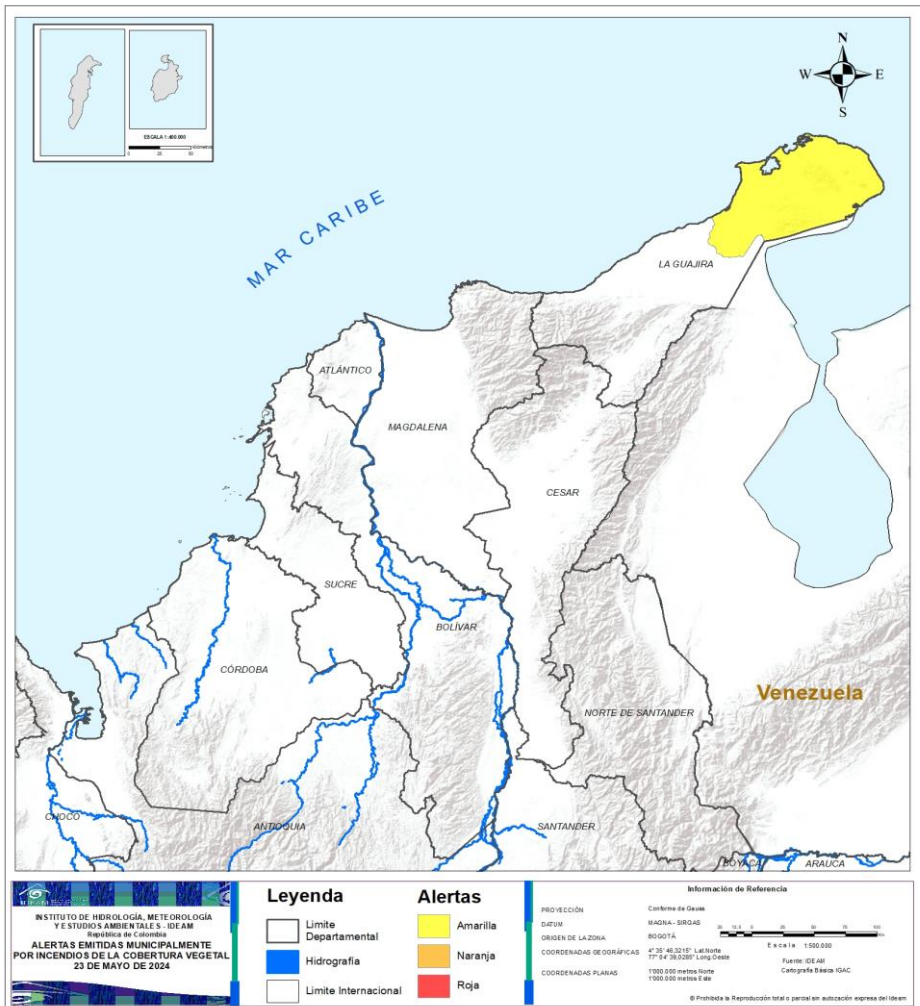 ESCALA 1:400.000
N
W
E
S
MAR CARIBE
LA GUAJIRA
ATLÁNTICO
MAGDALENA
CESAR
SUCRE
BOLÍVAR
CÓRDOBA
NORTE DE SANTANDER
Venezuela
CHOCO
ANTIOQUIA
SANTANDER
BOYACA
ARAUCA
INSTITUTO DE HIDROLOGÍA, METEOROLOGÍA
Y ESTUDIOS AMBIENTALES - IDEAM
República de Colombia
ALERTAS EMITIDAS MUNICIPALMENTE
POR INCENDIOS DE LA COBERTURA VEGETAL
23 DE MAYO DE 2024
Leyenda
Limite
Departamental
Hidrografía
Limite Internacional
Alertas
Amarilla
Naranja
Roja
Información de Referencia
PROYECCIÓN Conforme de Gauss
DATUM MAGNA - SIRGAS
ORIGEN DE LA ZONA BOGOTÁ
COORDENADAS GEOGRÁFICAS 4° 35' 46,3215" Lat.Norte
77° 04' 39,0285" Long.Oeste
COORDENADAS PLANAS 1'000.000 metros Norte
1'000.000 metros Este
Escala 1:500.000
Fuente: IDEAM
Cartografía Básica IGAC
© Prohibida la Reproducción total o parcial sin autozación expresa del Ideam